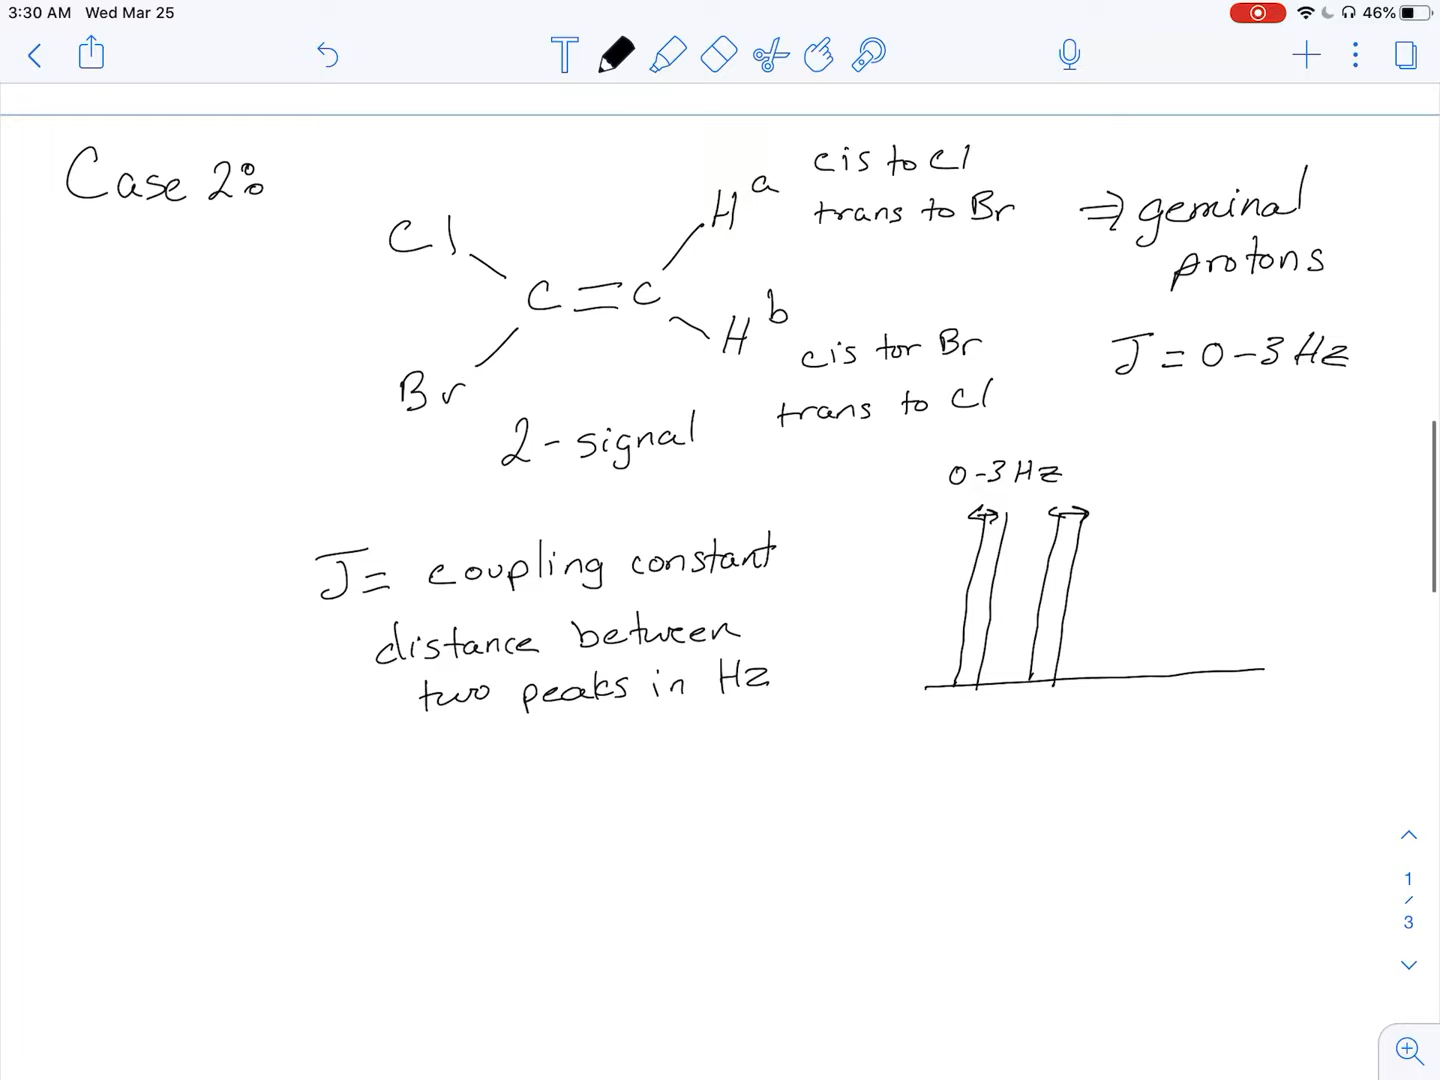 3:30 AM Wed Mar 25
46%
T
Case 2:
Cl
H a
C = C
H b
Br
cis to Cl
trans to Br
cis tor Br
trans to Cl
⇒ geminal
protons
J = 0-3 Hz
2-signal
0-3 Hz
J = coupling constant
distance between
two peaks in Hz
1
/
3